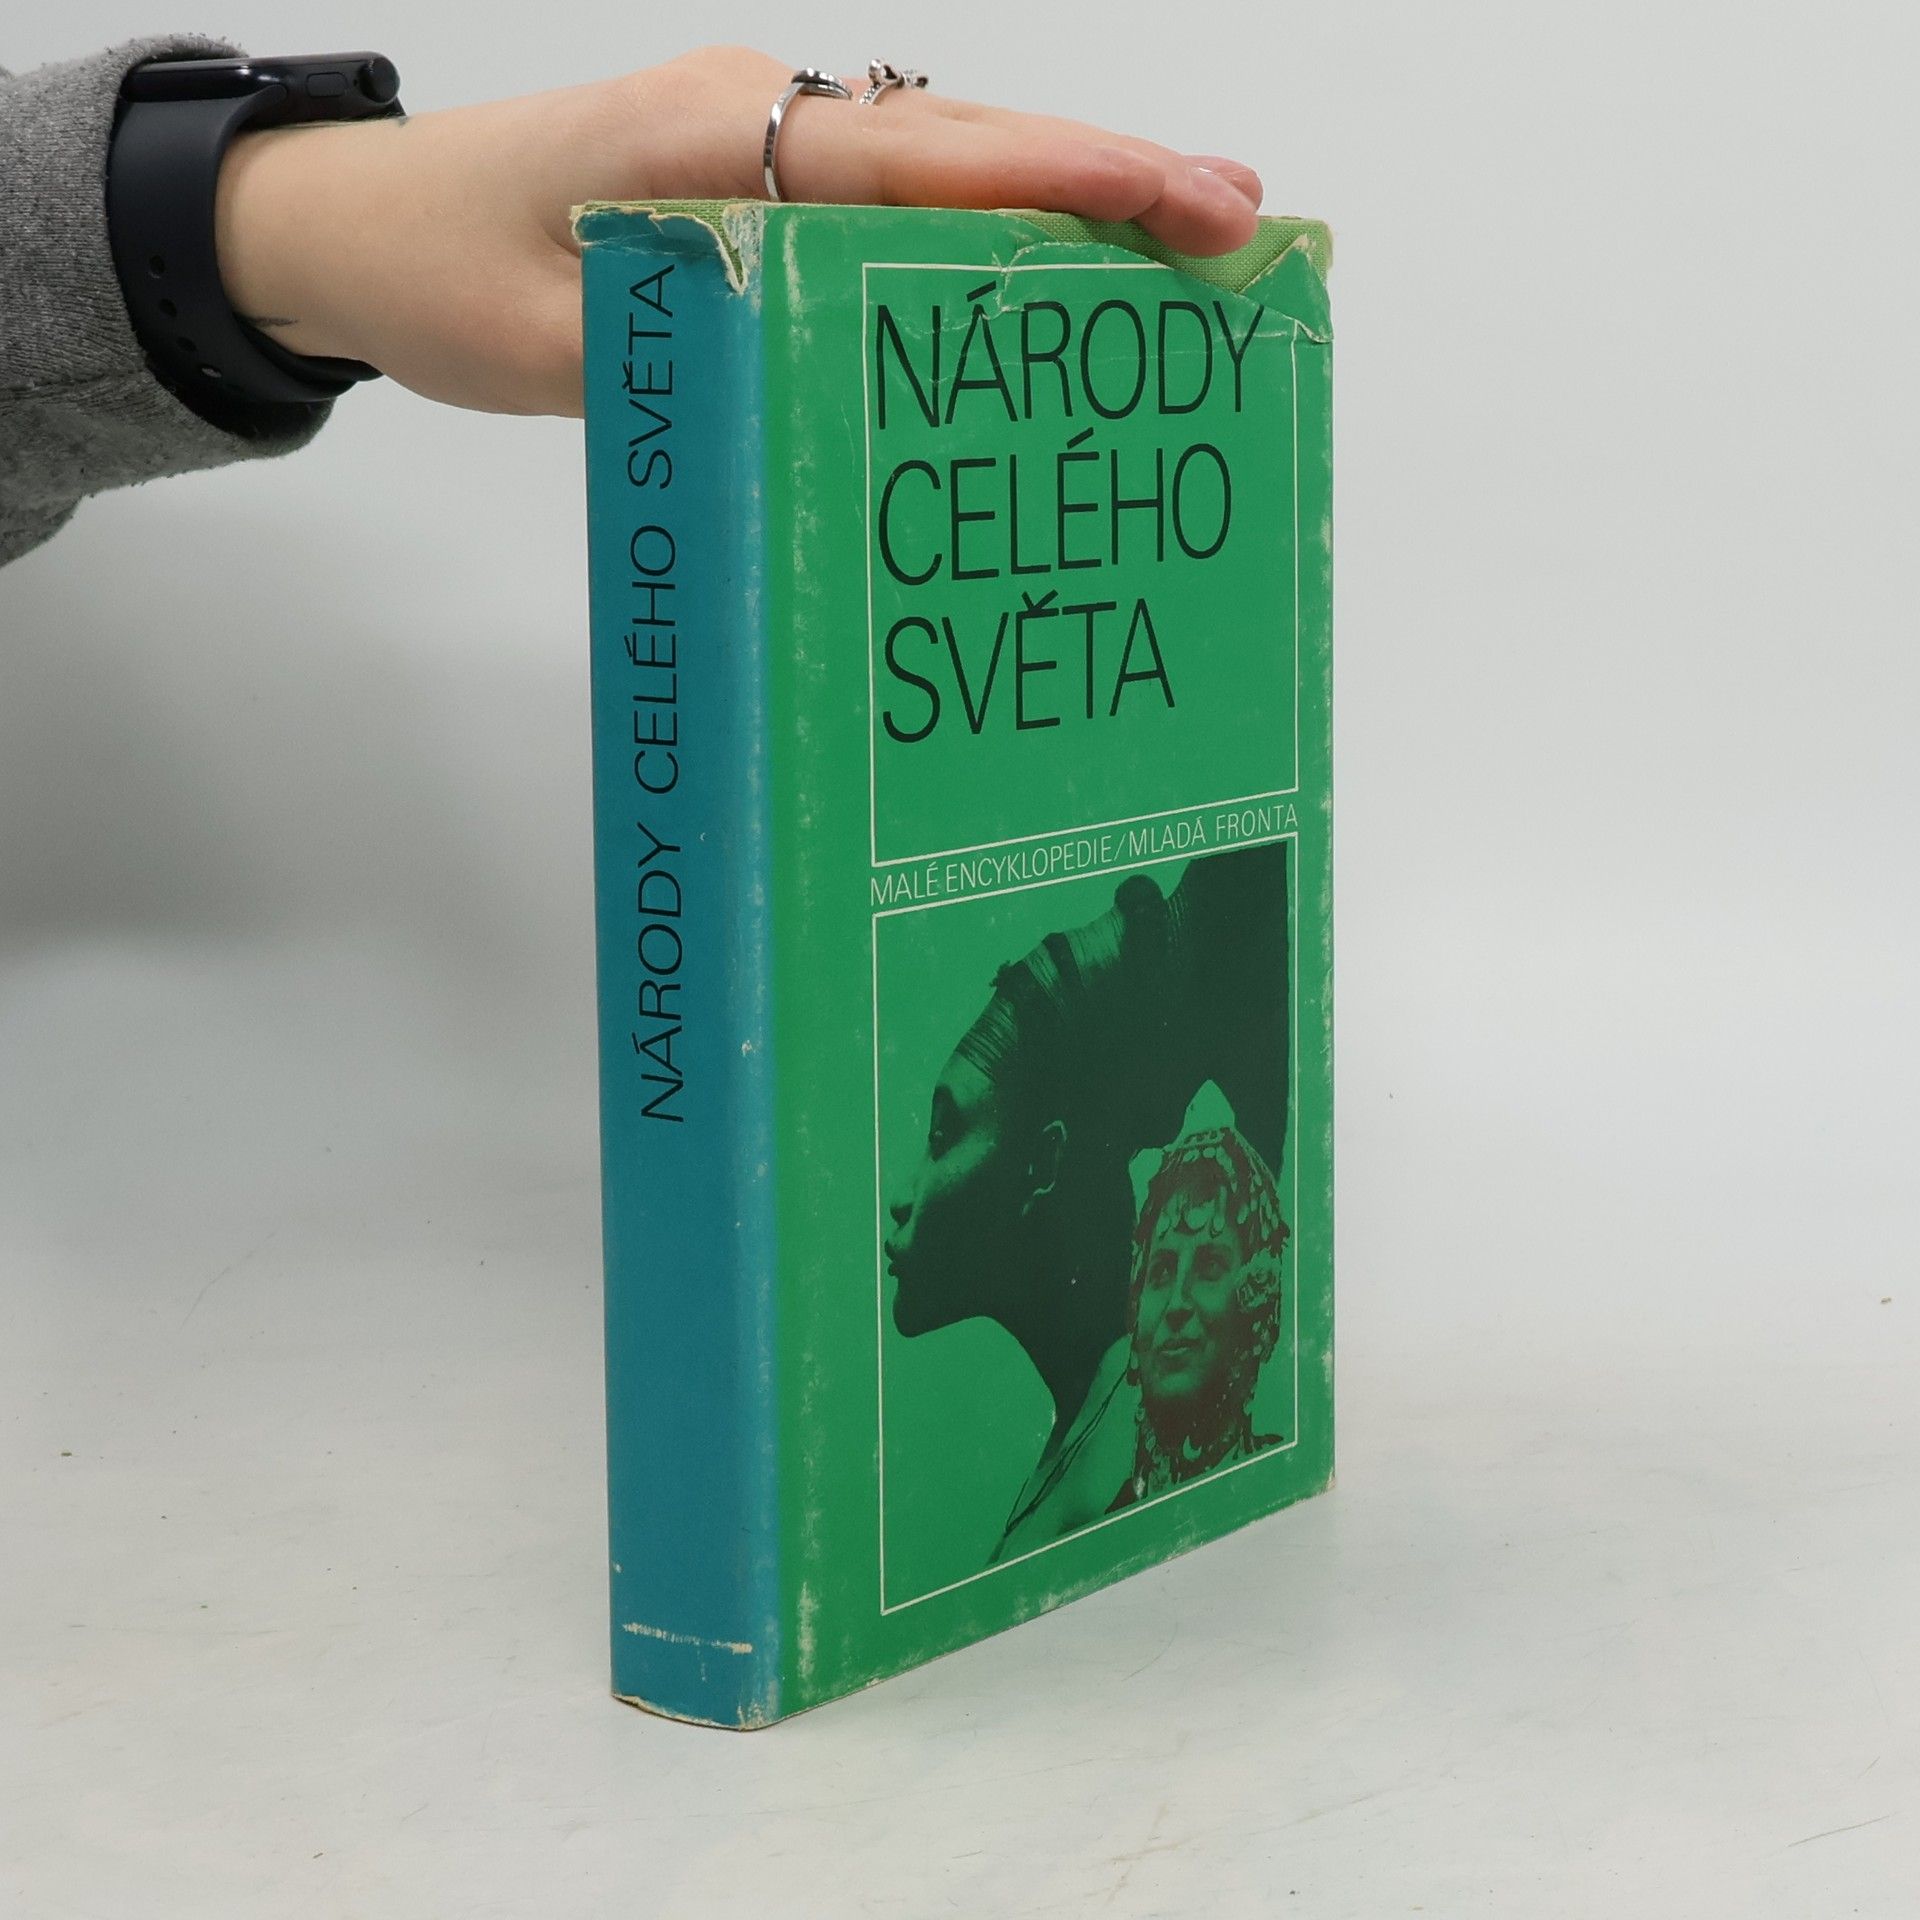 NÁRODY CELÉHO SVĚTA
NÁRODY
CELÉHO
SVĚTA
MALÉ ENCYKLOPEDIE/MLADÁ FRONTA